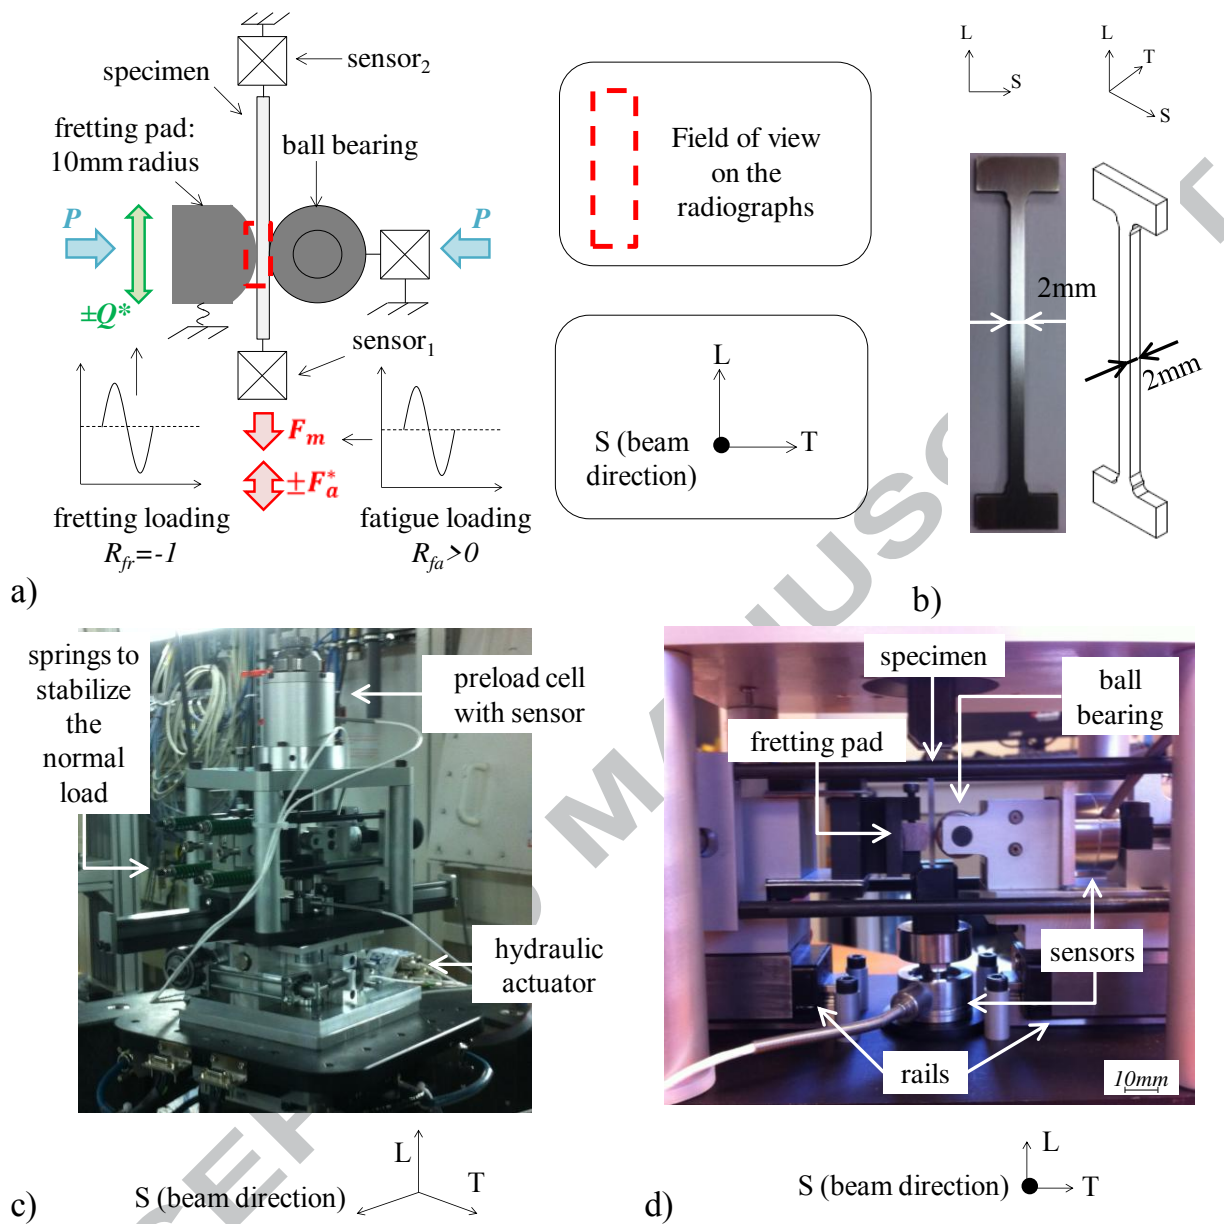 sensor2
specimen
fretting pad:
10mm radius
ball bearing
P
P
±Q*
sensor1
Fm
±Fa*
fretting loading
Rfr=-1
fatigue loading
Rfa>0
a)
Field of view
on the
radiographs
L
S (beam
direction)
T
L
S
L
T
S
2mm
2mm
b)
springs to
stabilize
the
normal
load
preload cell
with sensor
hydraulic
actuator
L
S (beam direction)
T
c)
specimen
ball
bearing
fretting pad
sensors
rails
10mm
L
S (beam direction)
T
d)